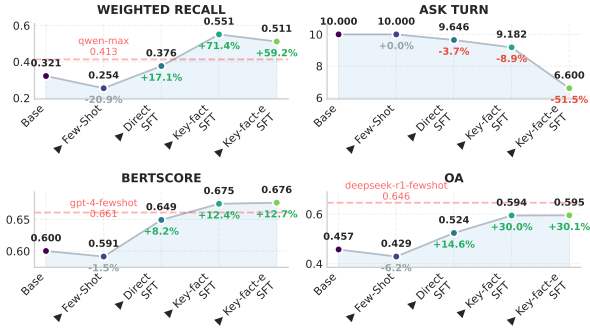 WEIGHTED RECALL
0.6
0.4
0.2
qwen-max
0.413
0.321
0.254
-20.9%
0.376
+17.1%
0.551
+71.4%
0.511
+59.2%
Base
▲ Few-Shot
▲ Direct
SFT
▲ Key-fact
SFT
▲ Key-fact-e
SFT
ASK TURN
10
8
6
10.000
10.000
+0.0%
9.646
-3.7%
9.182
-8.9%
6.600
-51.5%
Base
▲ Few-Shot
▲ Direct
SFT
▲ Key-fact
SFT
▲ Key-fact-e
SFT
BERTSCORE
0.65
0.60
gpt-4-fewshot
0.661
0.600
0.591
-1.5%
0.649
+8.2%
0.675
+12.4%
0.676
+12.7%
Base
▲ Few-Shot
▲ Direct
SFT
▲ Key-fact
SFT
▲ Key-fact-e
SFT
OA
0.6
0.4
deepseek-r1-fewshot
0.646
0.457
0.429
-6.2%
0.524
+14.6%
0.594
+30.0%
0.595
+30.1%
Base
▲ Few-Shot
▲ Direct
SFT
▲ Key-fact
SFT
▲ Key-fact-e
SFT